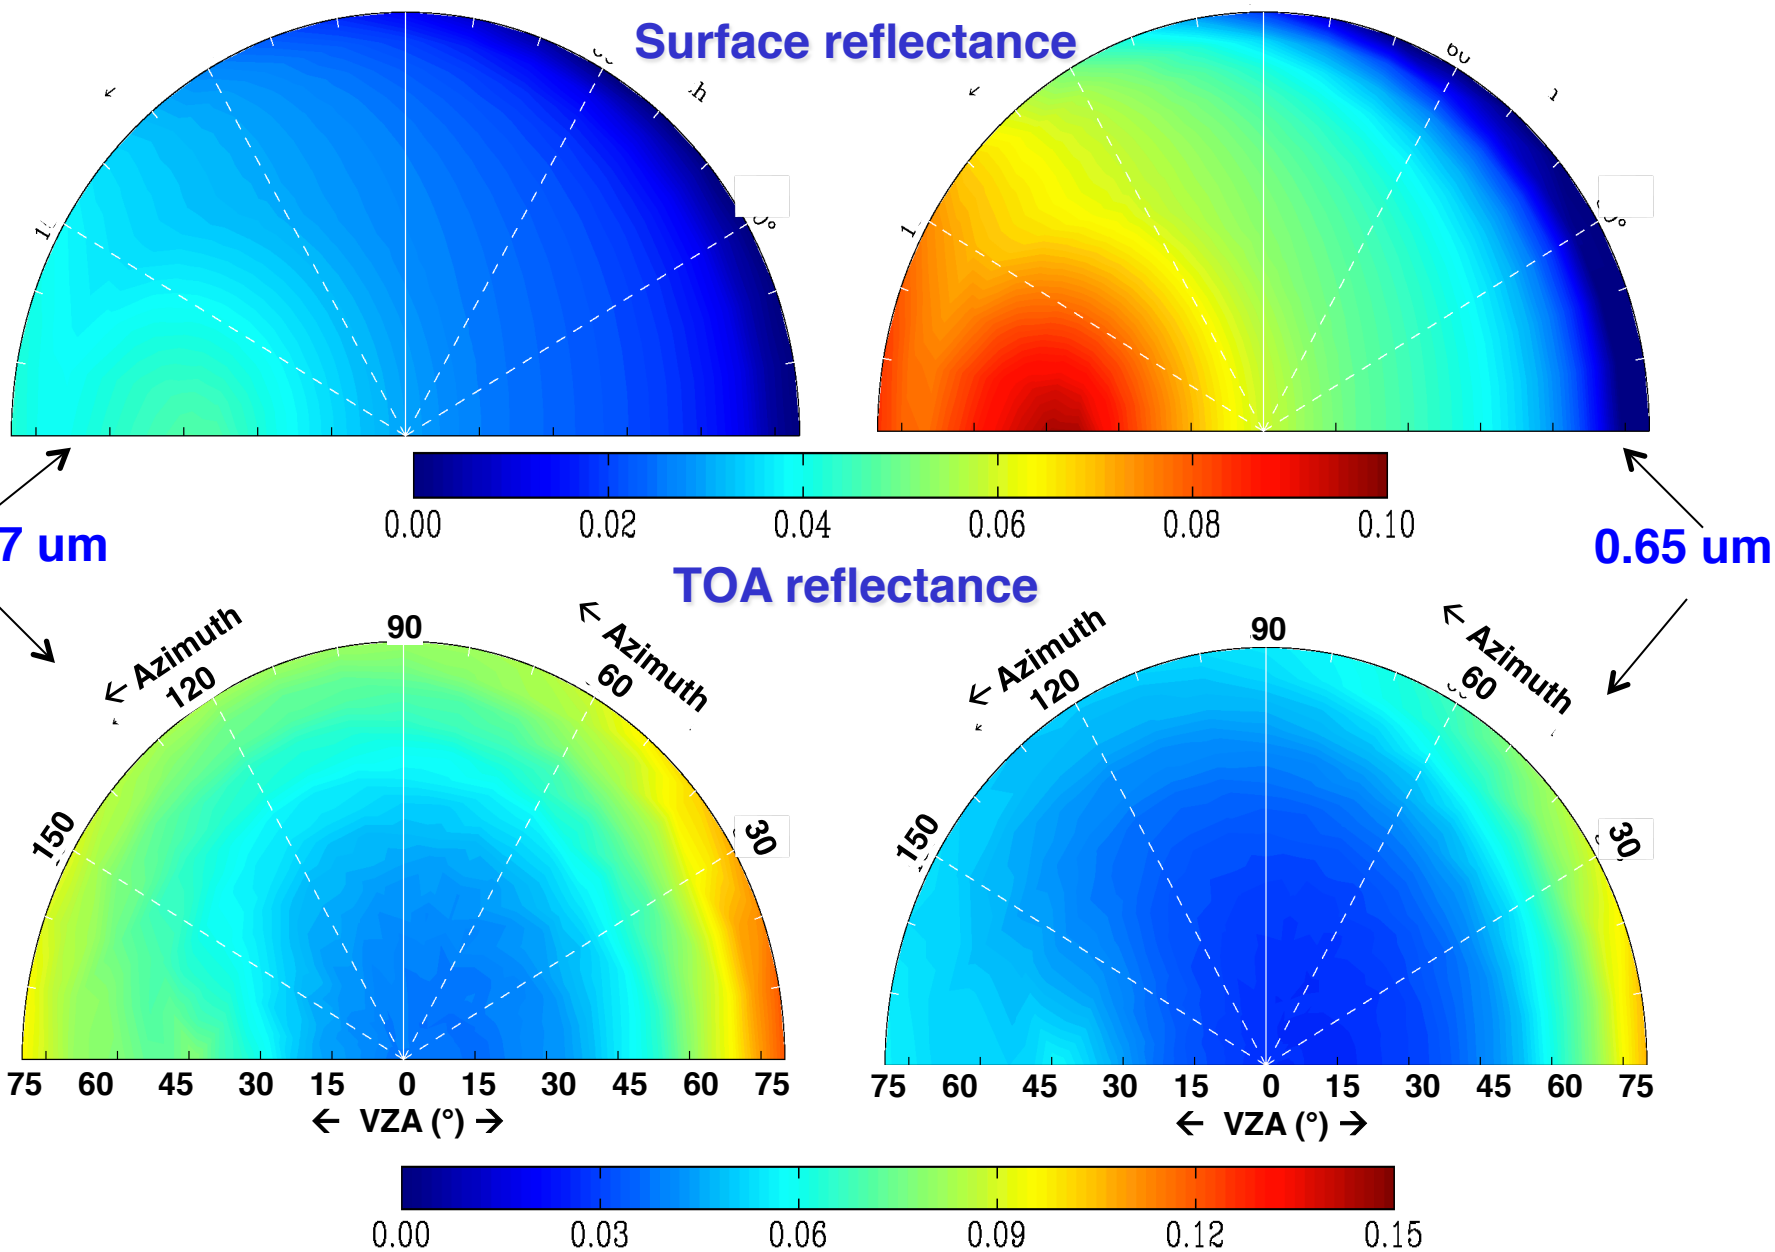 Surface reflectance
0.00 0.02 0.04 0.06 0.08 0.10
7 um
0.65 um
TOA reflectance
← Azimuth
120
90
← Azimuth
60
150
30
75 60 45 30 15 0 15 30 45 60 75
← VZA (°) →
← Azimuth
120
90
← Azimuth
60
150
30
75 60 45 30 15 0 15 30 45 60 75
← VZA (°) →
0.00 0.03 0.06 0.09 0.12 0.15